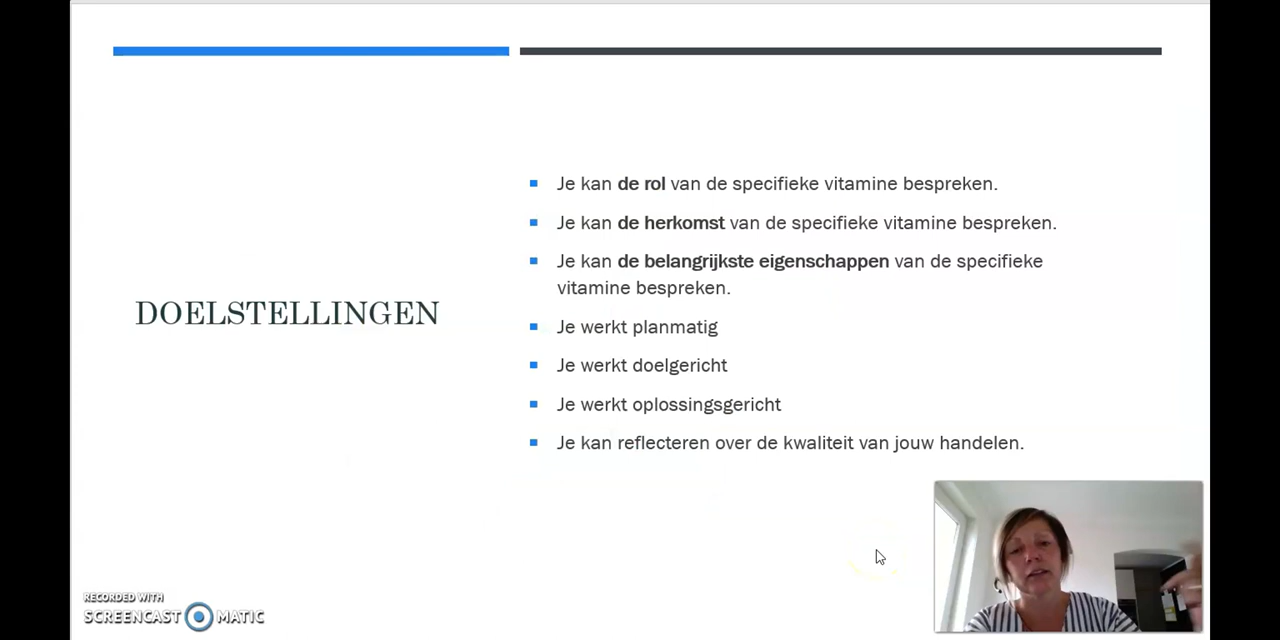 Je kan de rol van de specifieke vitamine bespreken.
Je kan de herkomst van de specifieke vitamine bespreken.
Je kan de belangrijkste eigenschappen van de specifieke
vitamine bespreken.
DOELSTELLINGEN
Je werkt planmatig
Je werkt doelgericht
Je werkt oplossingsgericht
Je kan reflecteren over de kwaliteit van jouw handelen.
RECORDED WITH
SCREENCAST MATIC